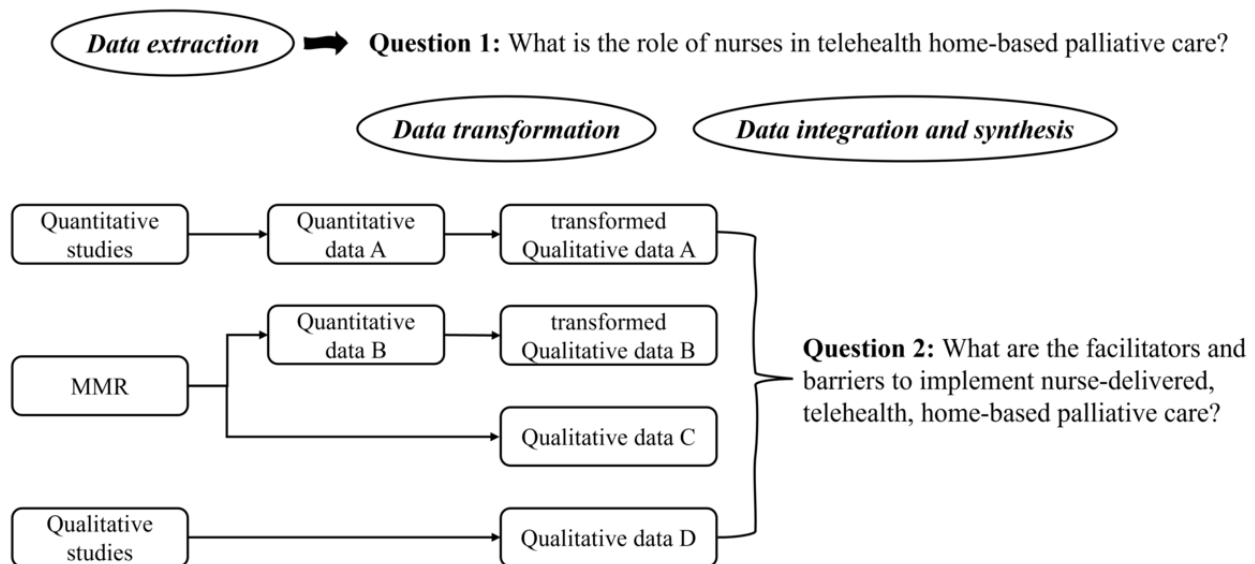 Data extraction
Question 1: What is the role of nurses in telehealth home-based palliative care?
Data transformation
Data integration and synthesis
Quantitative
studies
Quantitative
data A
transformed
Qualitative data A
MMR
Quantitative
data B
transformed
Qualitative data B
Qualitative data C
Qualitative
studies
Qualitative data D
Question 2: What are the facilitators and
barriers to implement nurse-delivered,
telehealth, home-based palliative care?